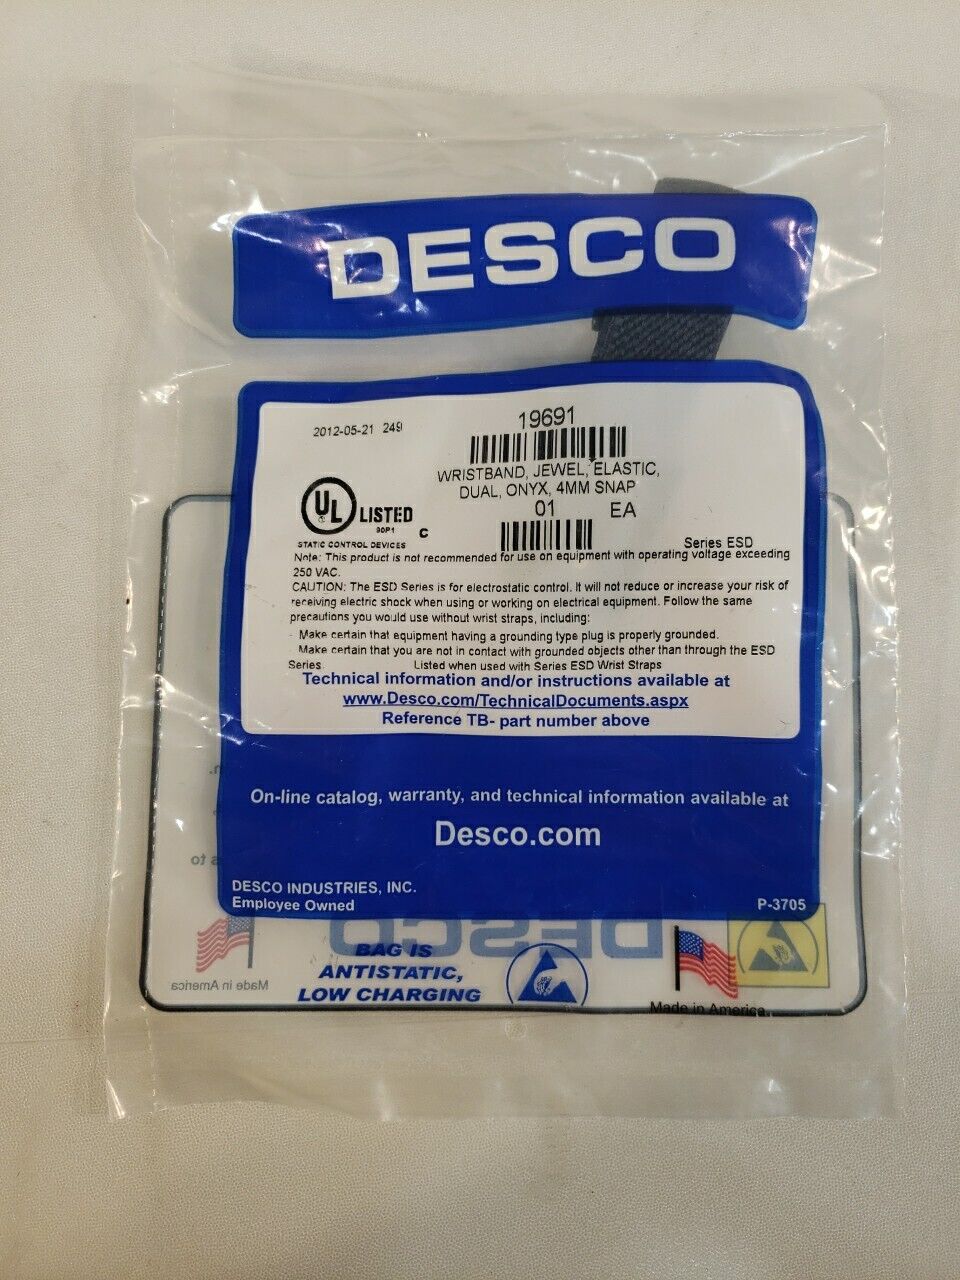 DESCO
2012-05-21 249
19691
WRISTBAND, JEWEL, ELASTIC,
DUAL, ONYX, 4MM SNAP
01 EA
UL LISTED
90P1 C
STATIC CONTROL DEVICES
Series ESD
Note: This product is not recommended for use on equipment with operating voltage exceeding
250 VAC.
CAUTION: The ESD Series is for electrostatic control. It will not reduce or increase your risk of
receiving electric shock when using or working on electrical equipment. Follow the same
precautions you would use without wrist straps, including:
- Make certain that equipment having a grounding type plug is properly grounded.
Make certain that you are not in contact with grounded objects other than through the ESD
Series. Listed when used with Series ESD Wrist Straps
Technical information and/or instructions available at
www.Desco.com/TechnicalDocuments.aspx
Reference TB- part number above
On-line catalog, warranty, and technical information available at
Desco.com
DESCO INDUSTRIES, INC.
Employee Owned
P-3705
DESCO
BAG IS
ANTISTATIC,
LOW CHARGING
Made in America
Made in America